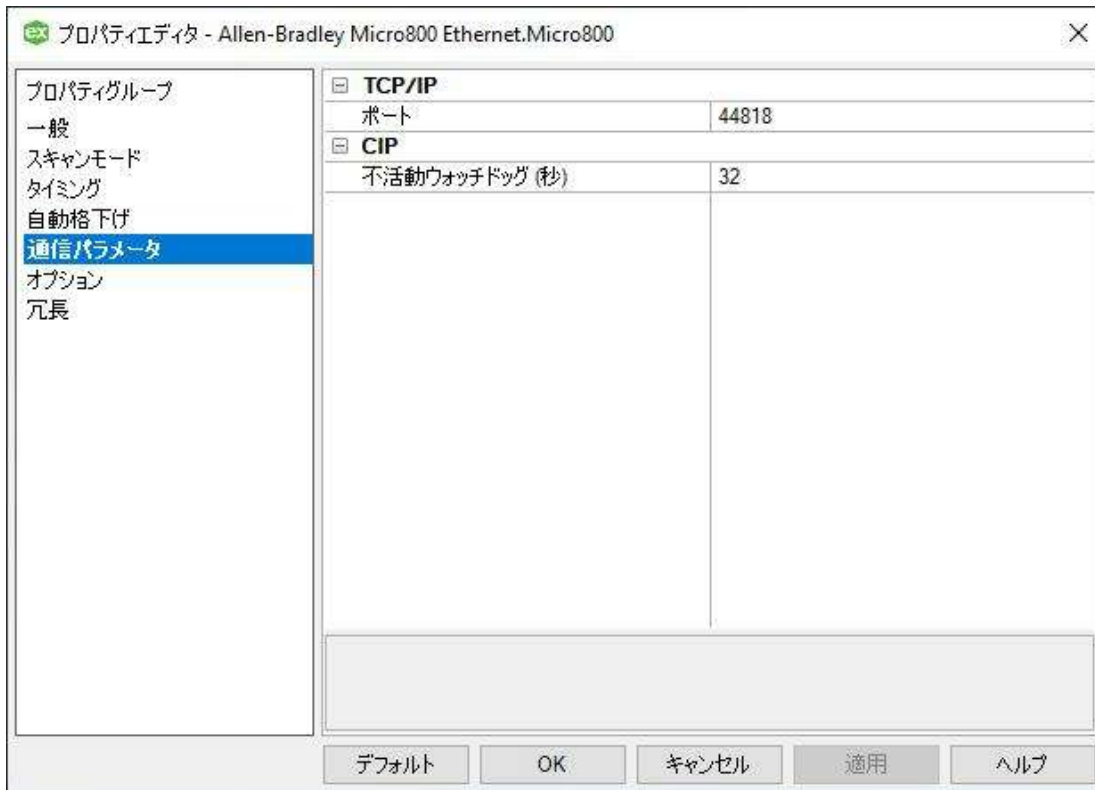 プロパティエディタ - Allen-Bradley Micro800 Ethernet.Micro800
プロパティグループ
一般
スキャンモード
タイミング
自動格下げ
通信パラメータ
オプション
冗長
TCP/IP
ポート 44818
CIP
不活動ウォッチドッグ (秒) 32
デフォルト OK キャンセル 適用 ヘルプ